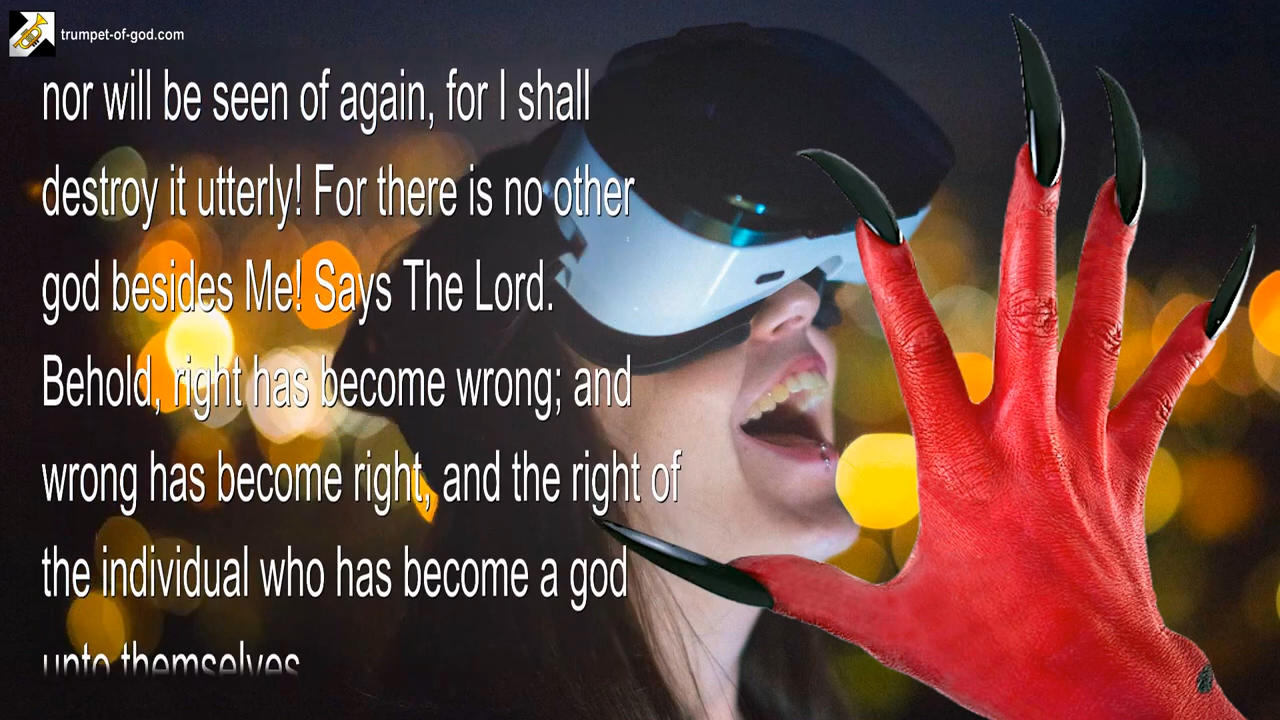 trumpet-of-god.com
nor will be seen of again, for I shall
destroy it utterly! For there is no other
god besides Me! Says The Lord.
Behold, right has become wrong; and
wrong has become right, and the right of
the individual who has become a god
unto themselves